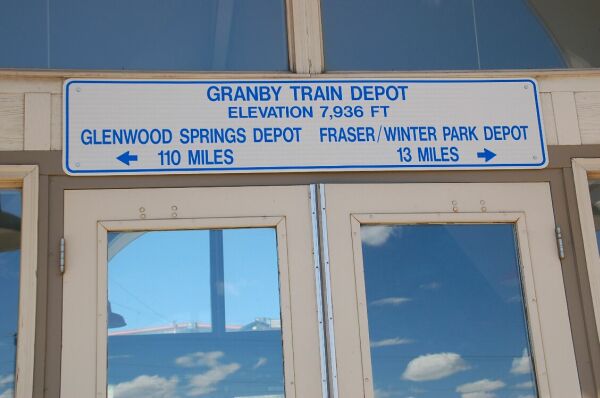 GRANBY TRAIN DEPOT
ELEVATION 7,936 FT
GLENWOOD SPRINGS DEPOT FRASER/WINTER PARK DEPOT
← 110 MILES 13 MILES →